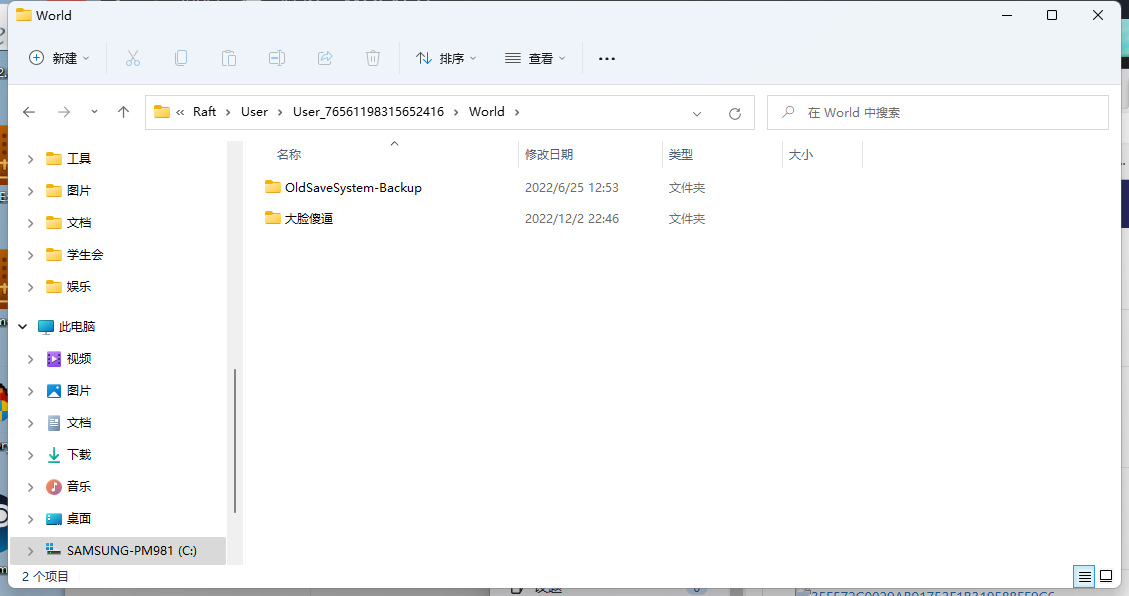 World
新建
排序
查看
Raft
User
User_76561198315652416
World
在 World 中搜索
工具
图片
文档
学生会
娱乐
此电脑
视频
图片
文档
下载
音乐
桌面
SAMSUNG-PM981 (C:)
名称
修改日期
类型
大小
OldSaveSystem-Backup
2022/6/25 12:53
文件夹
大脸傻逼
2022/12/2 22:46
文件夹
2 个项目